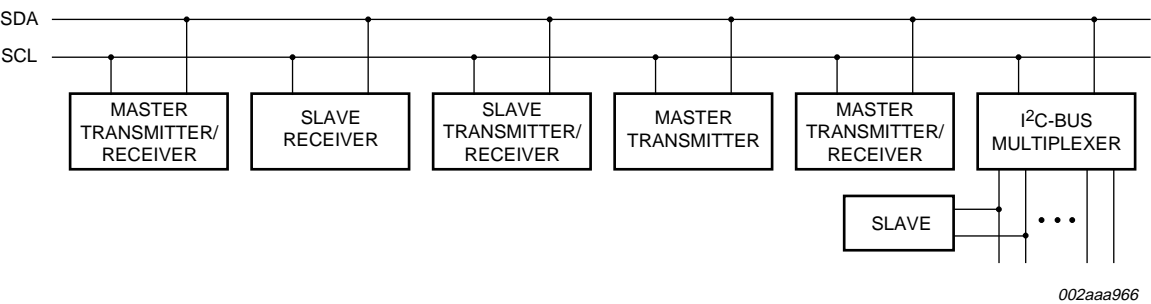 SDA
SCL
MASTER
TRANSMITTER/
RECEIVER
SLAVE
RECEIVER
SLAVE
TRANSMITTER/
RECEIVER
MASTER
TRANSMITTER
MASTER
TRANSMITTER/
RECEIVER
I²C-BUS
MULTIPLEXER
SLAVE
002aaa966